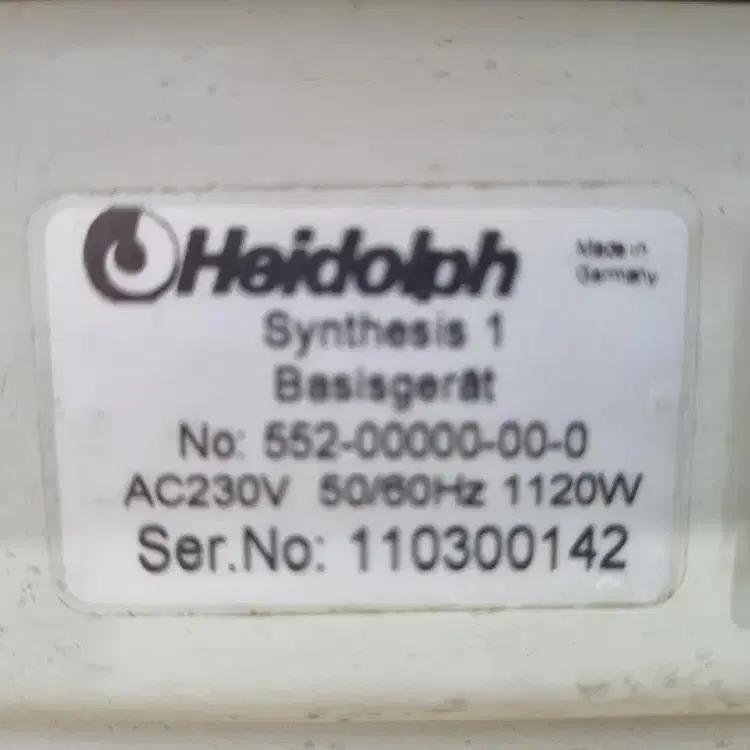 Heidolph
Made in
Germany
Synthesis 1
Basisgerät
No: 552-00000-00-0
AC230V 50/60Hz 1120W
Ser.No: 110300142